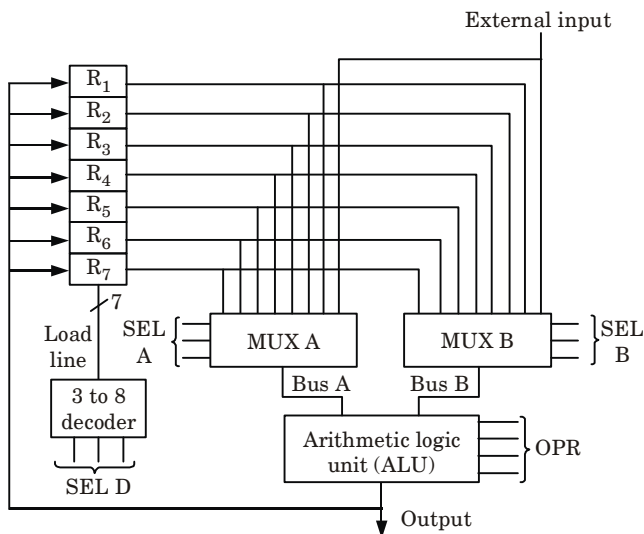 External input
R1
R2
R3
R4
R5
R6
R7
7
Load
line
SEL
A
MUX A
MUX B
SEL
B
Bus A
Bus B
3 to 8
decoder
Arithmetic logic
unit (ALU)
OPR
SEL D
Output